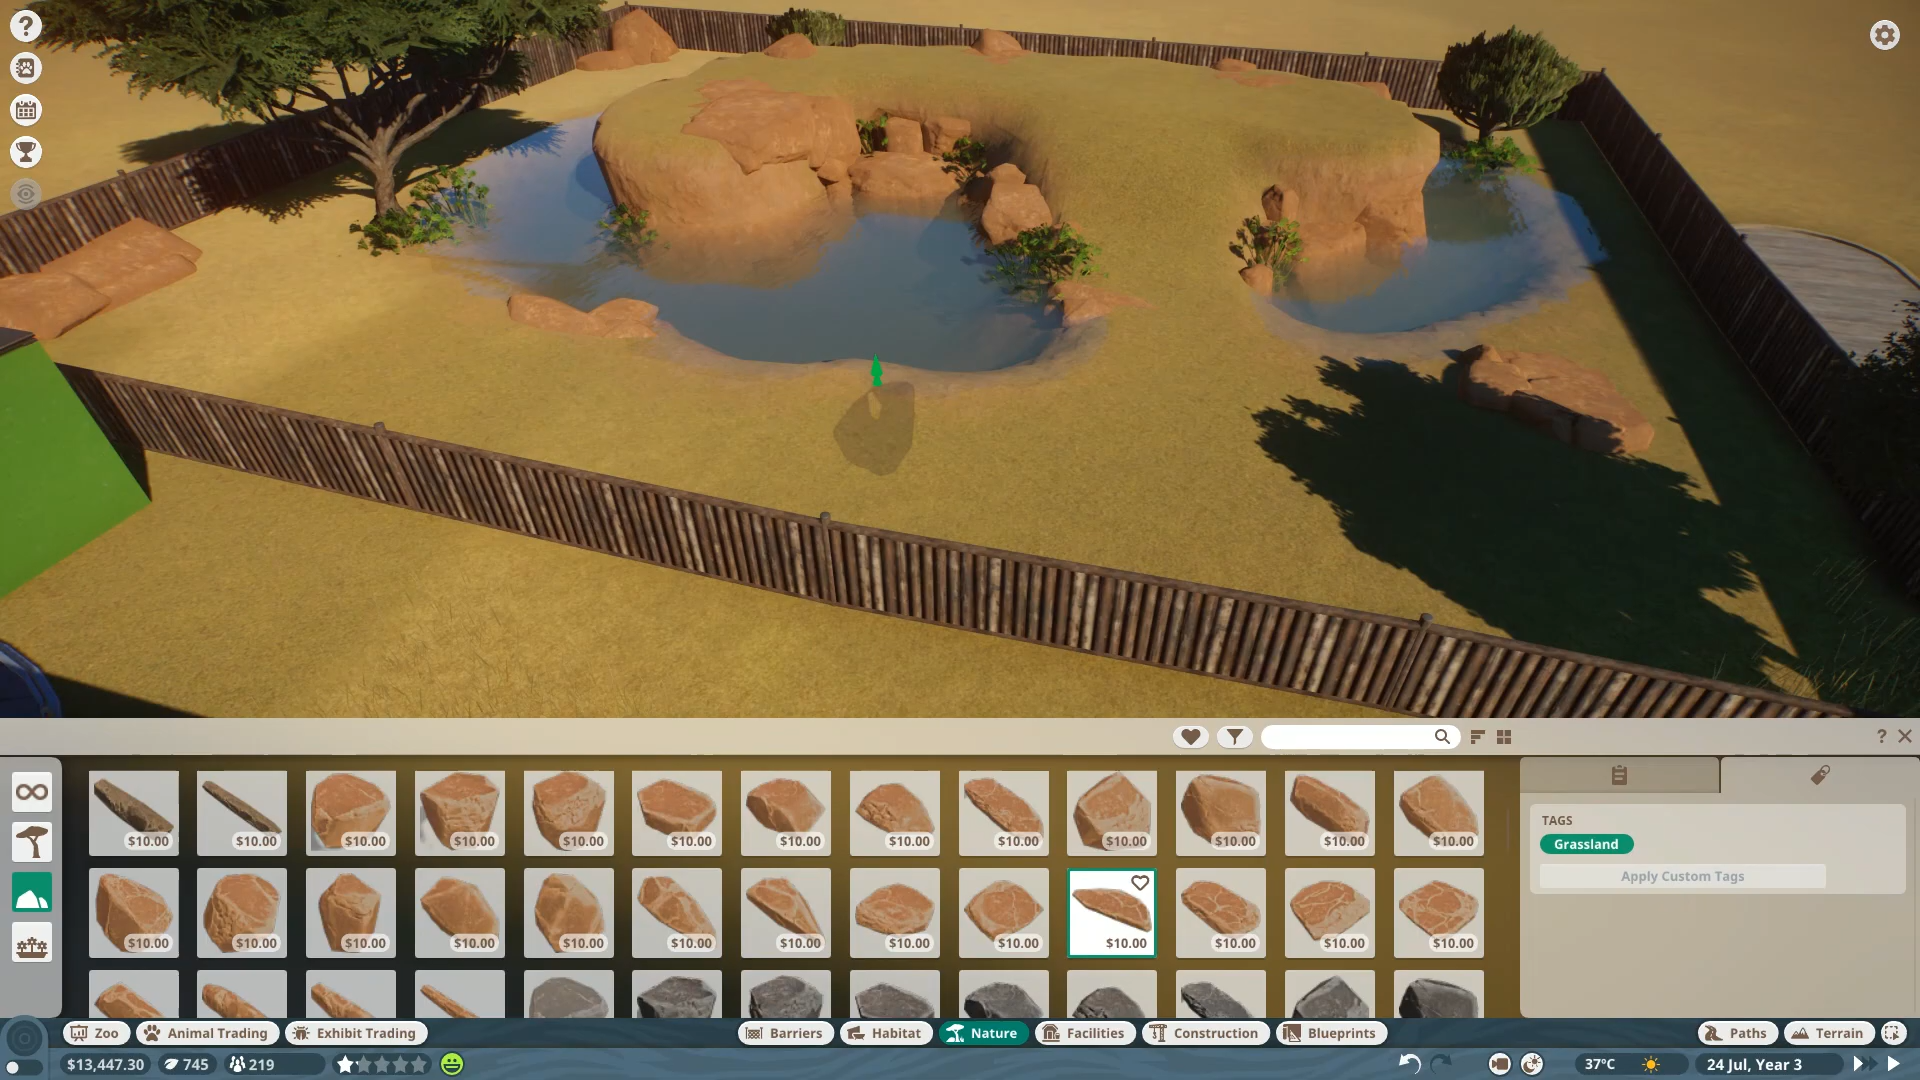 ?
? ×
$10.00 $10.00 $10.00 $10.00 $10.00 $10.00 $10.00 $10.00 $10.00 $10.00 $10.00 $10.00 $10.00
$10.00 $10.00 $10.00 $10.00 $10.00 $10.00 $10.00 $10.00 $10.00 $10.00 $10.00 $10.00 $10.00
TAGS
Grassland
Apply Custom Tags
Zoo Animal Trading Exhibit Trading Barriers Habitat Nature Facilities Construction Blueprints Paths Terrain
$13,447.30 745 219 37°C 24 Jul, Year 3